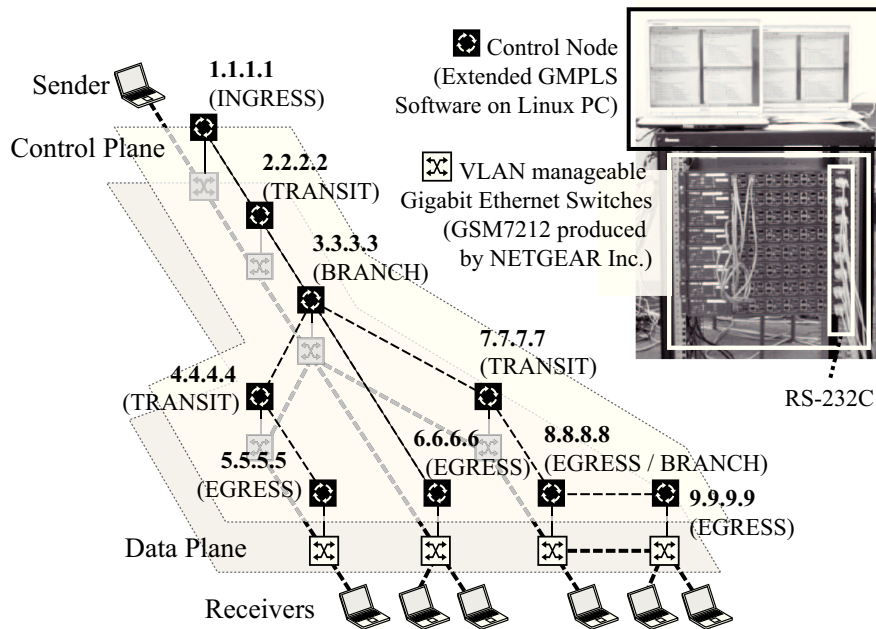 Sender
1.1.1.1
(INGRESS)
Control Plane
2.2.2.2
(TRANSIT)
3.3.3.3
(BRANCH)
4.4.4.4
(TRANSIT)
5.5.5.5
(EGRESS)
6.6.6.6
(EGRESS)
7.7.7.7
(TRANSIT)
8.8.8.8
(EGRESS / BRANCH)
9.9.9.9
(EGRESS)
Data Plane
Receivers
Control Node
(Extended GMPLS
Software on Linux PC)
VLAN manageable
Gigabit Ethernet Switches
(GSM7212 produced
by NETGEAR Inc.)
RS-232C